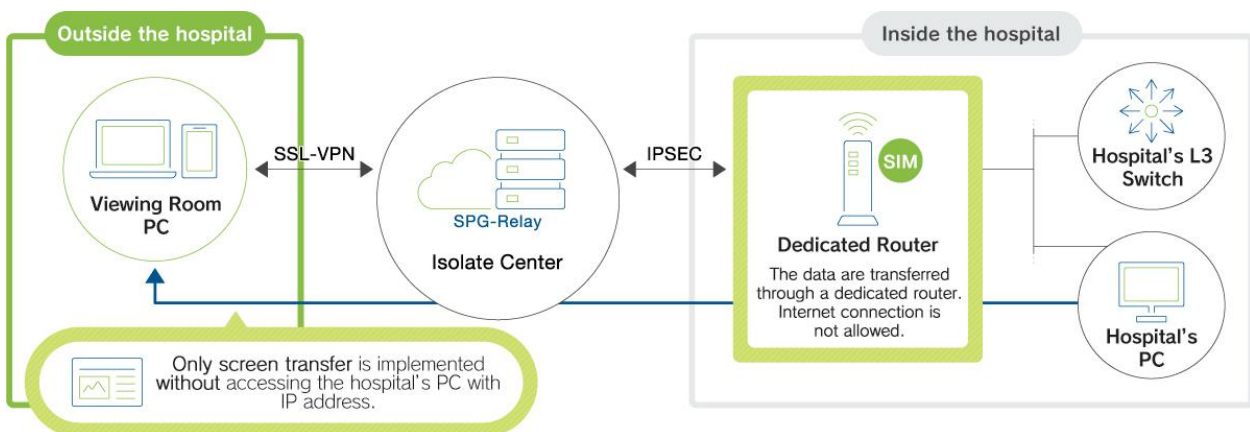 Outside the hospital
Inside the hospital
Viewing Room
PC
SSL-VPN
SPG-Relay
Isolate Center
IPSEC
SIM
Dedicated Router
The data are transferred
through a dedicated router.
Internet connection is
not allowed.
Hospital's L3
Switch
Hospital's
PC
Only screen transfer is implemented
without accessing the hospital's PC with
IP address.